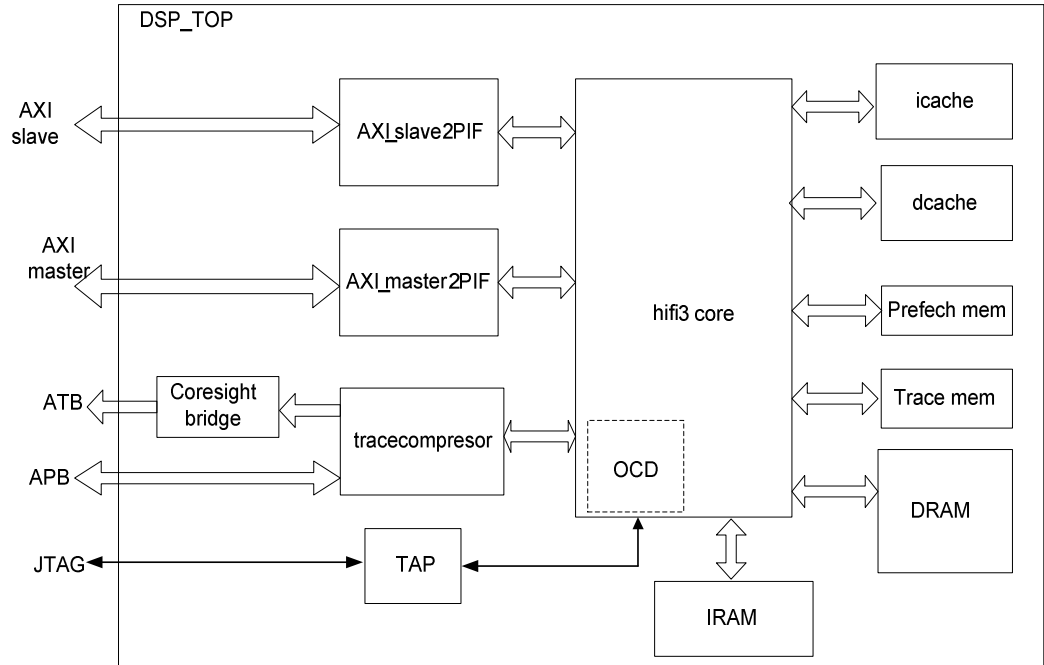 DSP_TOP
AXI
slave
AXI_slave2PIF
icache
dcache
AXI
master
AXI_master2PIF
hifi3 core
Prefech mem
Trace mem
ATB
Coresight
bridge
tracecompresor
APB
OCD
DRAM
JTAG
TAP
IRAM